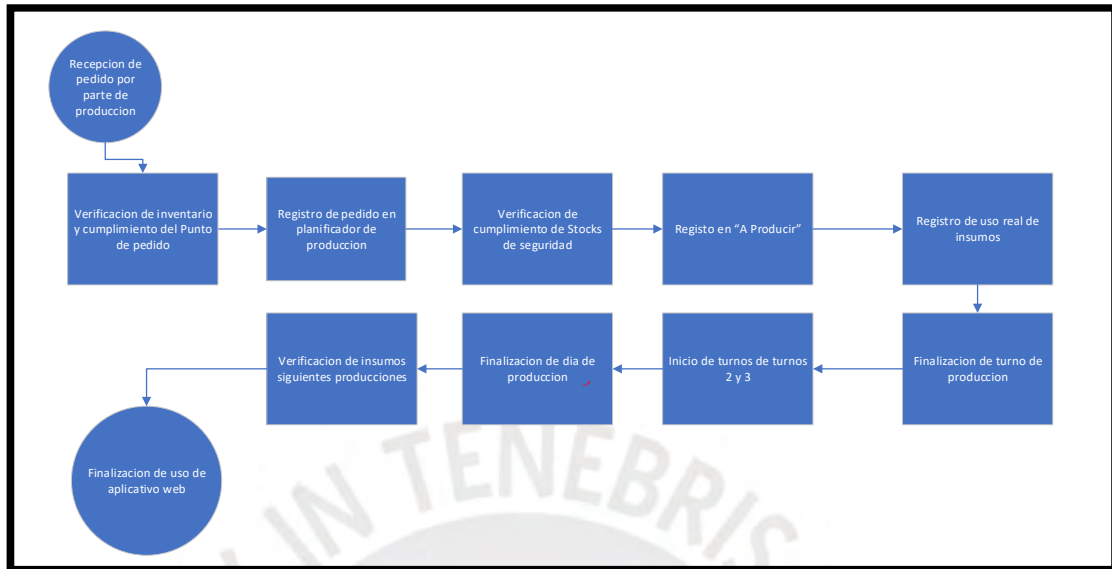 Recepcion de
pedido por
parte de
produccion
Verificacion de inventario
y cumplimiento del Punto
de pedido
Registro de pedido en
planificador de
produccion
Verificacion de
cumplimiento de Stocks
de seguridad
Registo en “A Producir”
Registro de uso real de
insumos
Finalizacion de turno de
produccion
Inicio de turnos de turnos
2 y 3
Finalizacion de dia de
produccion
Verificacion de insumos
siguientes producciones
Finalizacion de uso de
aplicativo web
IN TENEBRIS